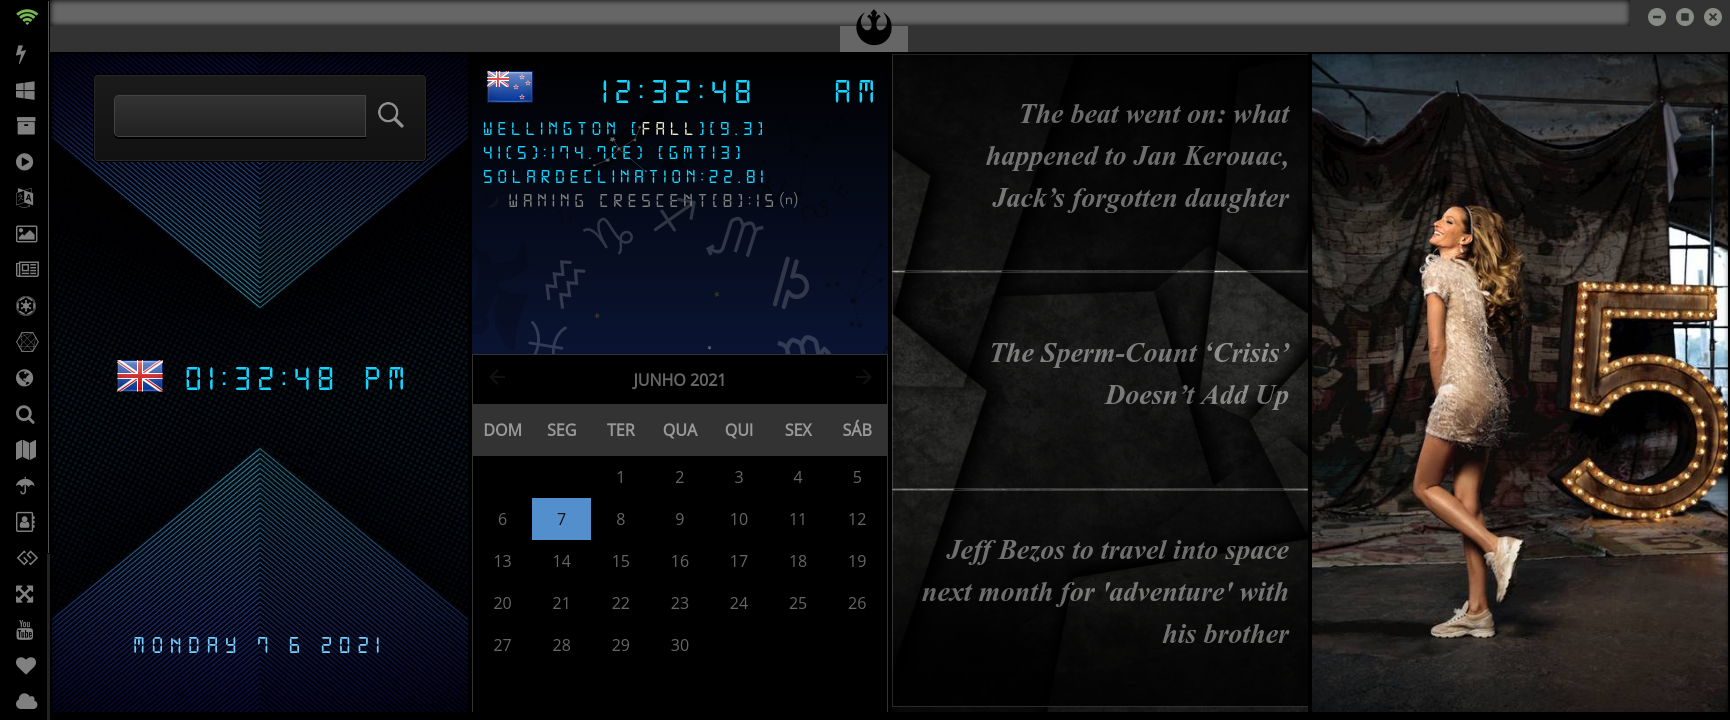 01:32:48 PM
MONDAY 7 6 2021
12:32:48 AM
WELLINGTON [FALL][9.3]
41(S):174.7(E) [GMT13]
SOLARDECLINATION:22.81
WANING CRESCENT[8]:15(n)
JUNHO 2021
DOM SEG TER QUA QUI SEX SÁB
1 2 3 4 5
6 7 8 9 10 11 12
13 14 15 16 17 18 19
20 21 22 23 24 25 26
27 28 29 30
The beat went on: what
happened to Jan Kerouac,
Jack’s forgotten daughter
The Sperm-Count ‘Crisis’
Doesn’t Add Up
Jeff Bezos to travel into space
next month for 'adventure' with
his brother
5
You
Tube